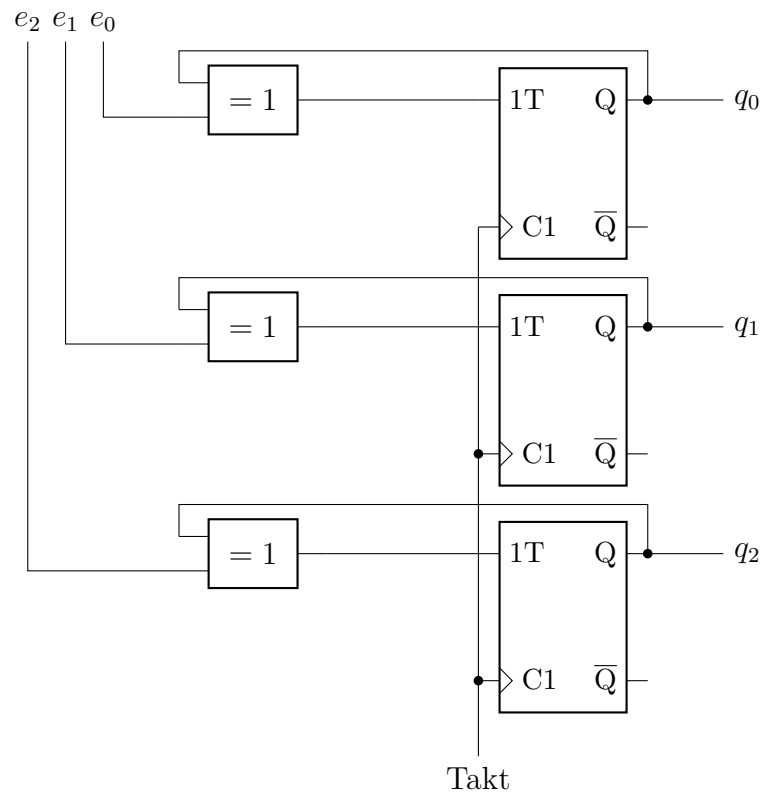 e₂ e₁ e₀
= 1 1T Q q₀
C1 Q̅
= 1 1T Q q₁
C1 Q̅
= 1 1T Q q₂
C1 Q̅
Takt